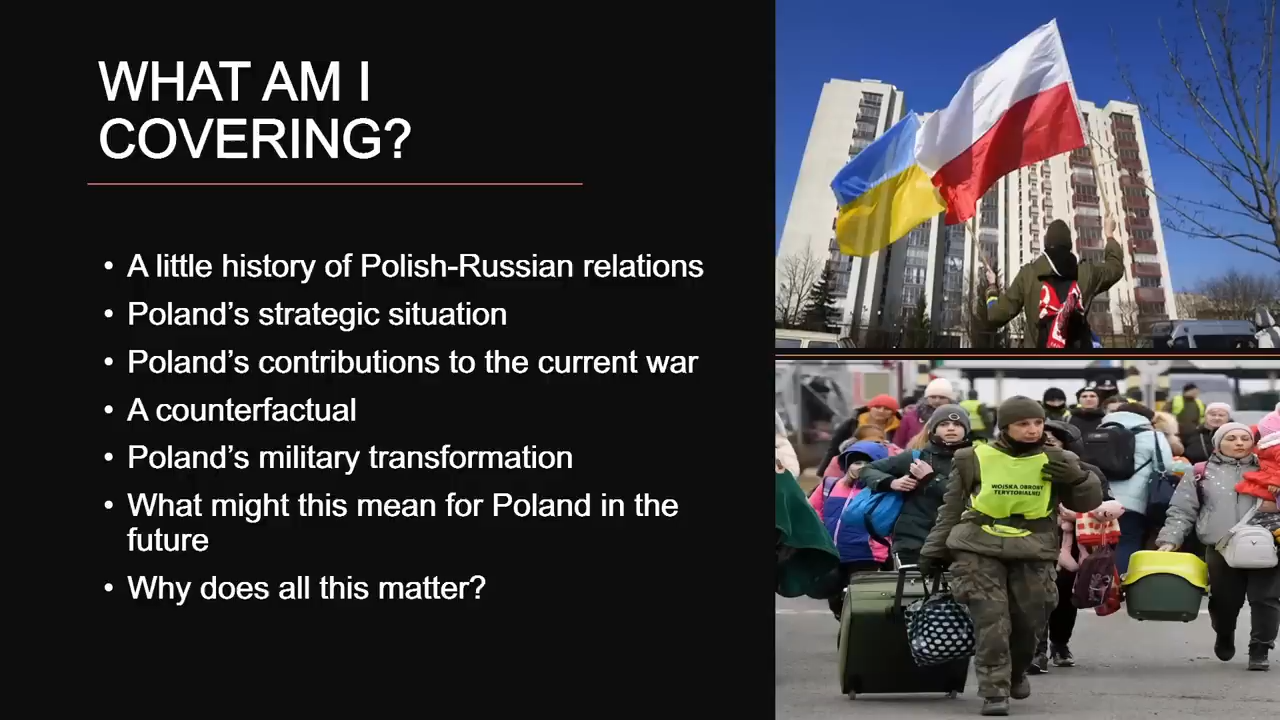 WHAT AM I
COVERING?
• A little history of Polish-Russian relations
• Poland’s strategic situation
• Poland’s contributions to the current war
• A counterfactual
• Poland’s military transformation
• What might this mean for Poland in the
future
• Why does all this matter?
WOJSKA OBRONY
TERYTORIALNEJ